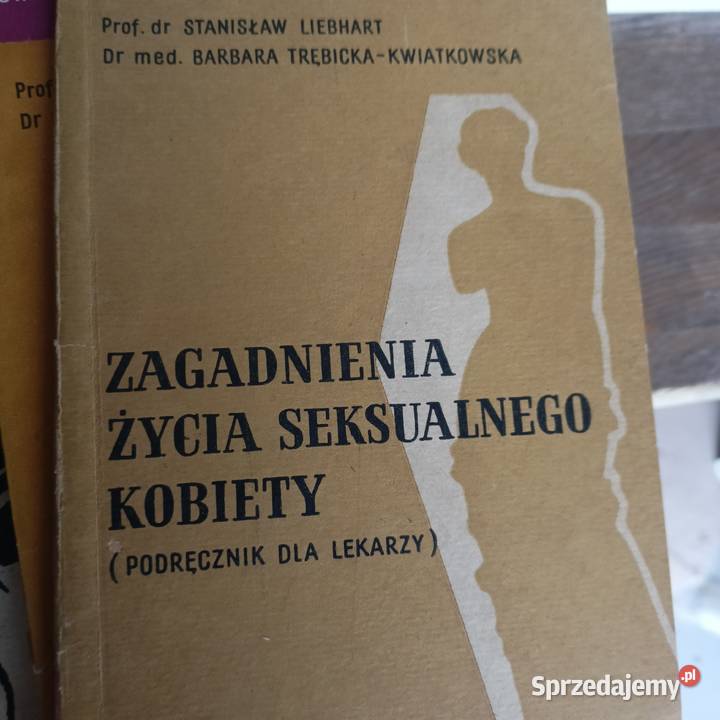 Prof. dr STANISŁAW LIEBHART
Dr med. BARBARA TRĘBICKA-KWIATKOWSKA
Prof
Dr
ZAGADNIENIA
ŻYCIA SEKSUALNEGO
KOBIETY
(PODRĘCZNIK DLA LEKARZY)
Sprzedajemy.pl